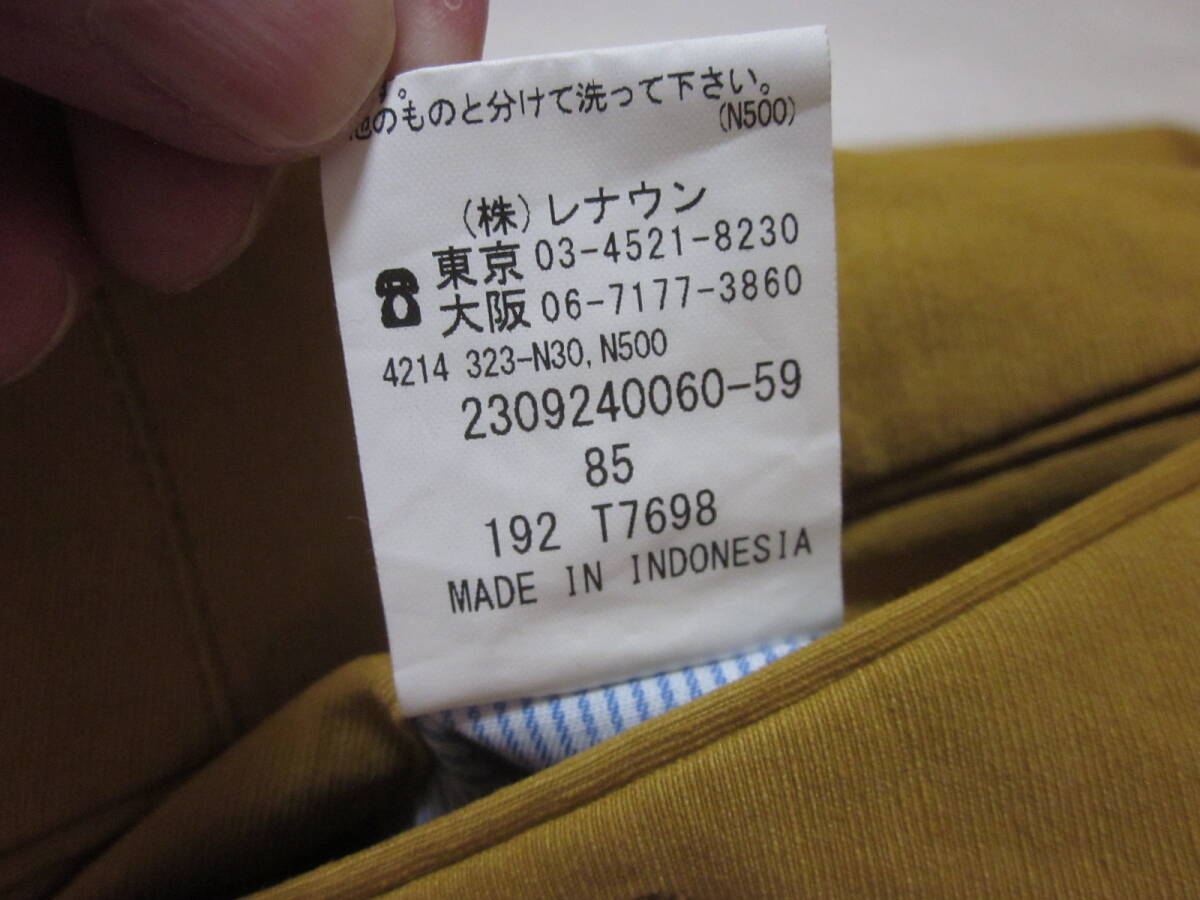 す。
他のものと分けて洗って下さい。
(N500)
(株)レナウン
東京 03-4521-8230
大阪 06-7177-3860
4214 323-N30, N500
2309240060-59
85
192 T7698
MADE IN INDONESIA